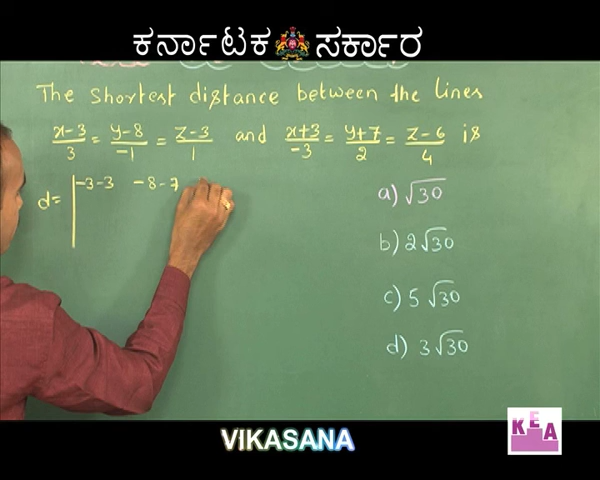 ಕರ್ನಾಟಕ ಸರ್ಕಾರ
The Shortest distance between the lines
x-3/3 = y-8/-1 = z-3/1 and x+3/-3 = y+7/2 = z-6/4 is
d= |-3-3 -8-7
a) √30
b) 2√30
c) 5√30
d) 3√30
KEA
VIKASANA